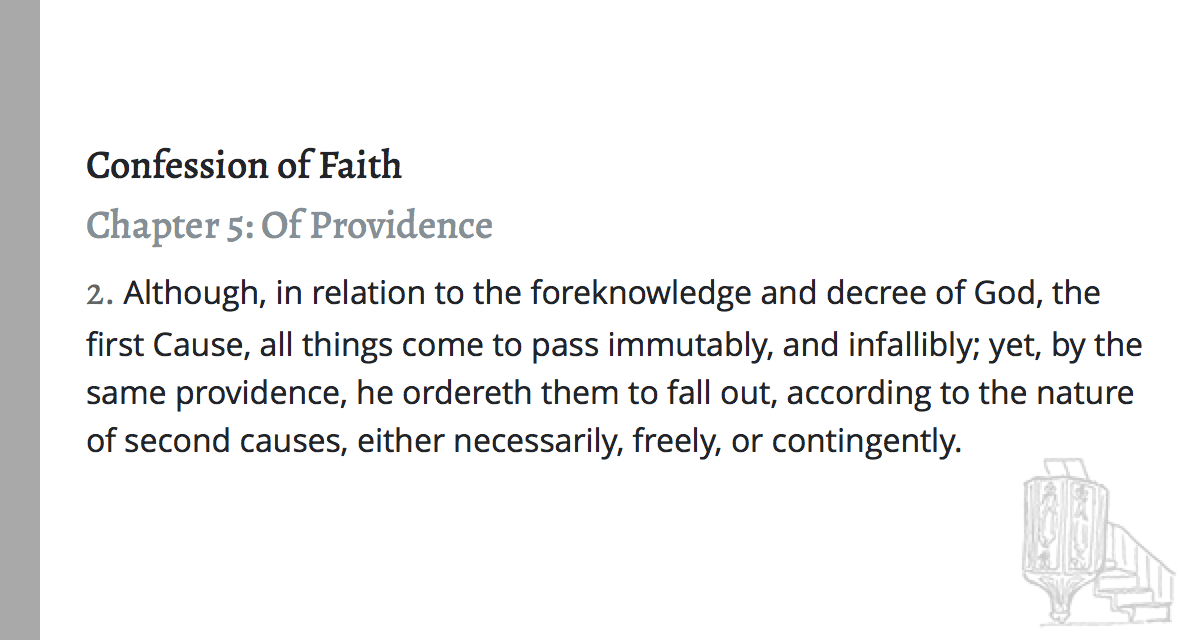 Confession of Faith
Chapter 5: Of Providence
2. Although, in relation to the foreknowledge and decree of God, the
first Cause, all things come to pass immutably, and infallibly; yet, by the
same providence, he ordereth them to fall out, according to the nature
of second causes, either necessarily, freely, or contingently.